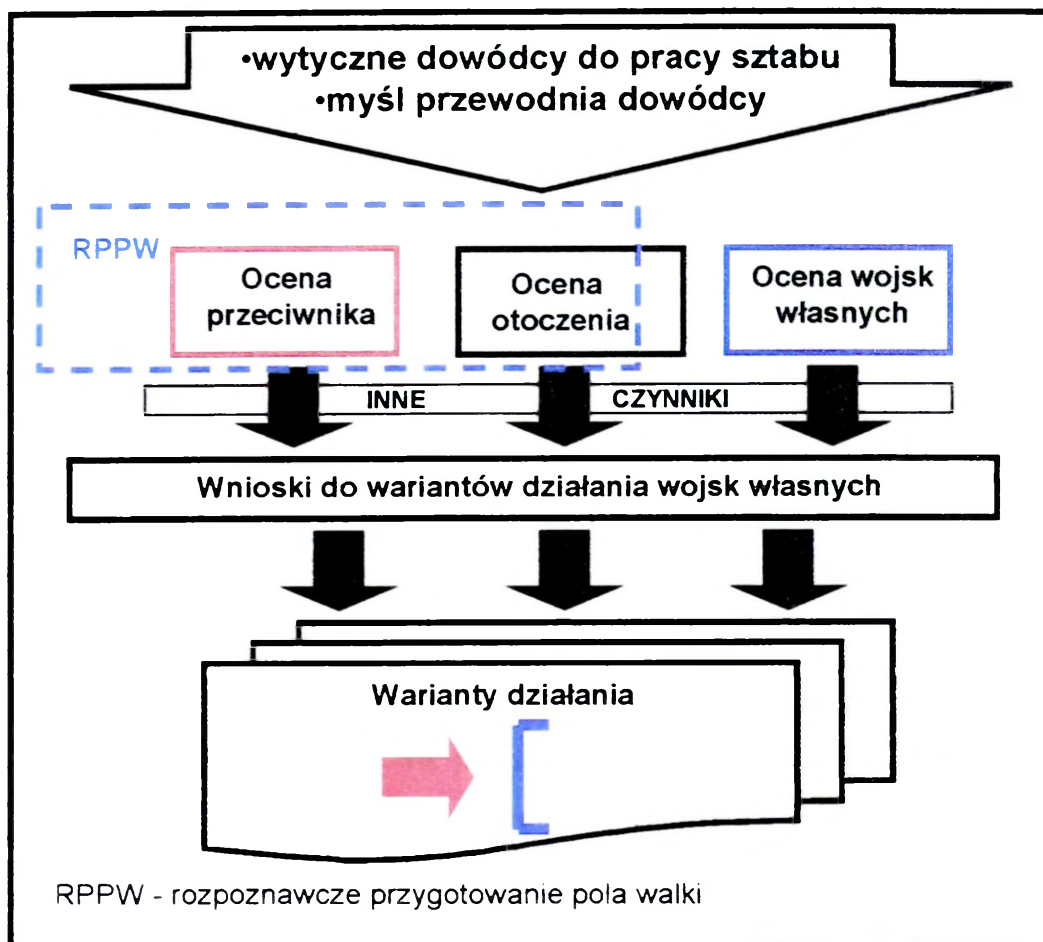 •wytyczne dowódcy do pracy sztabu
•myśl przewodnia dowódcy
RPPW
Ocena
przeciwnika
Ocena
otoczenia
Ocena wojsk
własnych
INNE CZYNNIKI
Wnioski do wariantów działania wojsk własnych
Warianty działania
RPPW - rozpoznawcze przygotowanie pola walki